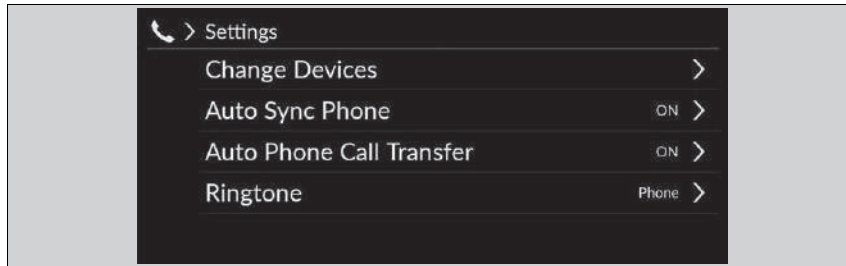 Settings
Change Devices
Auto Sync Phone ON
Auto Phone Call Transfer ON
Ringtone Phone